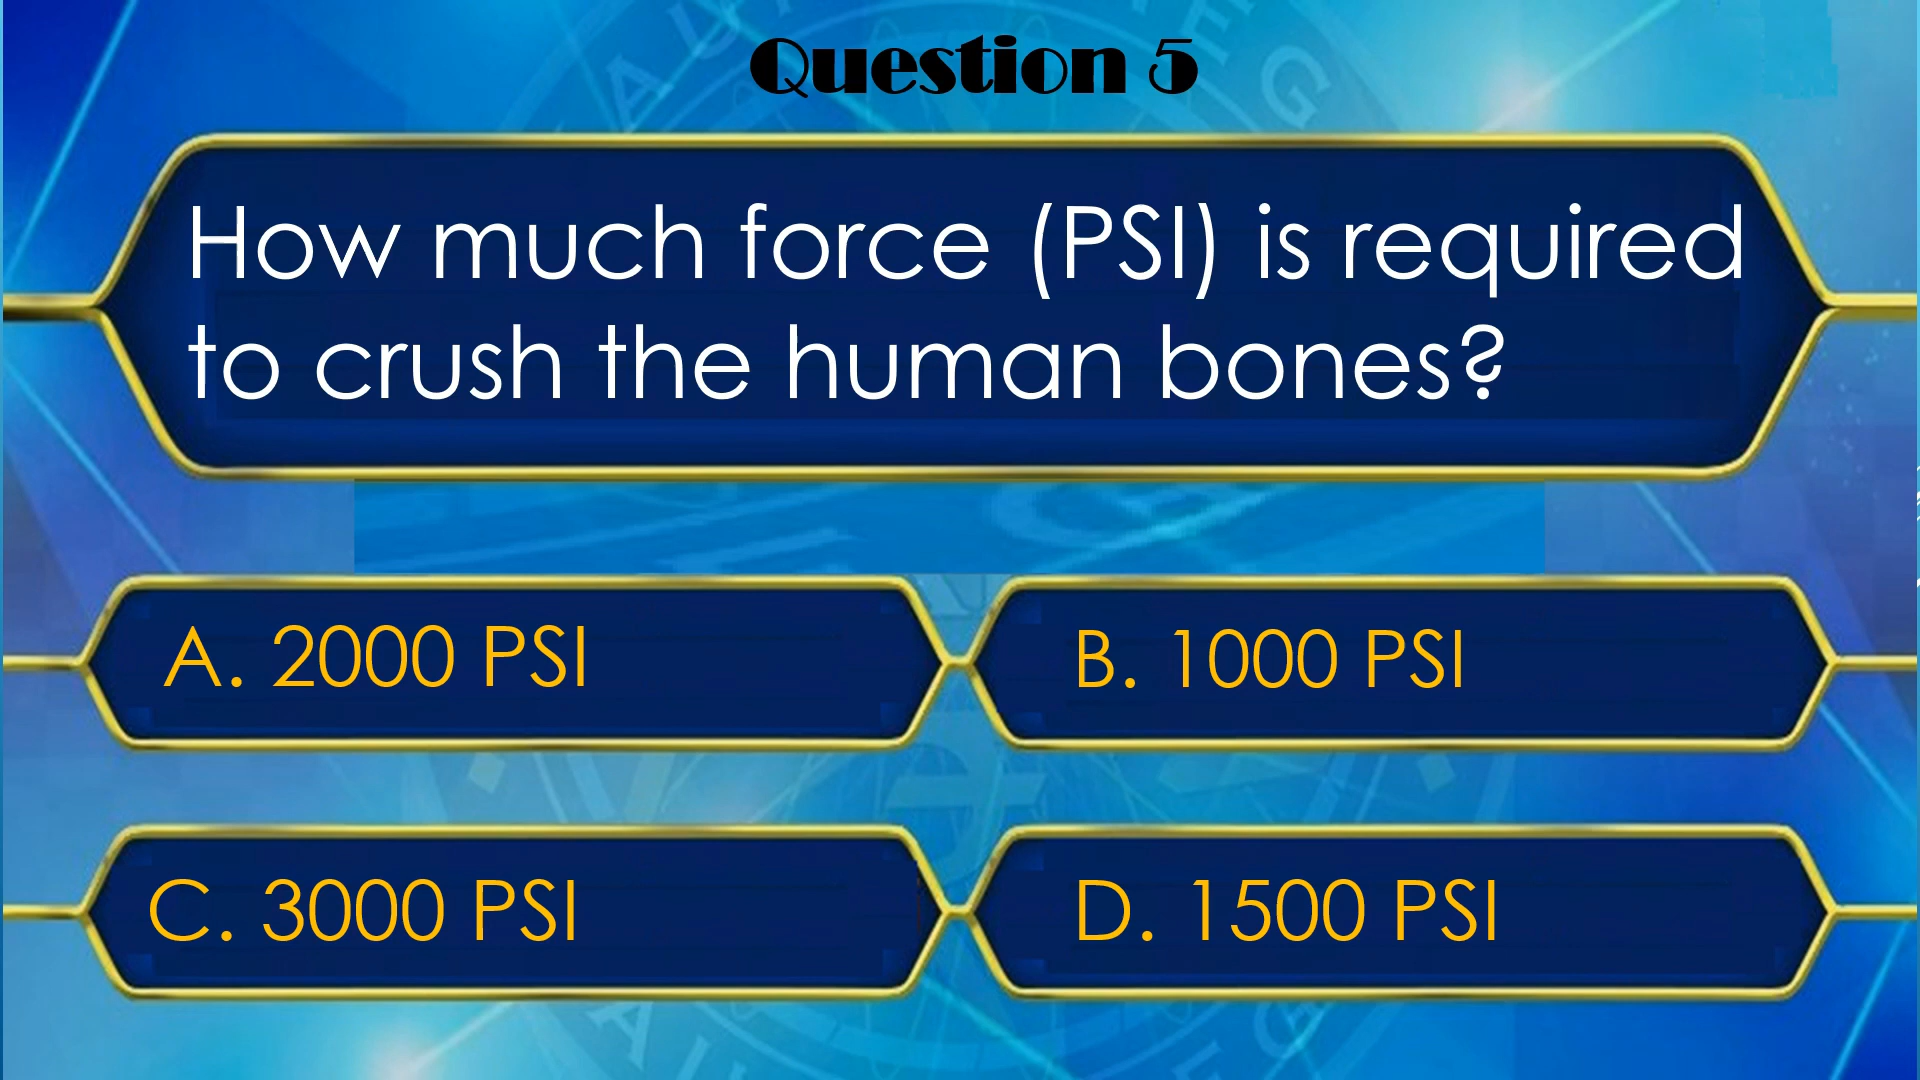 Question 5
How much force (PSI) is required
to crush the human bones?
A. 2000 PSI
B. 1000 PSI
C. 3000 PSI
D. 1500 PSI